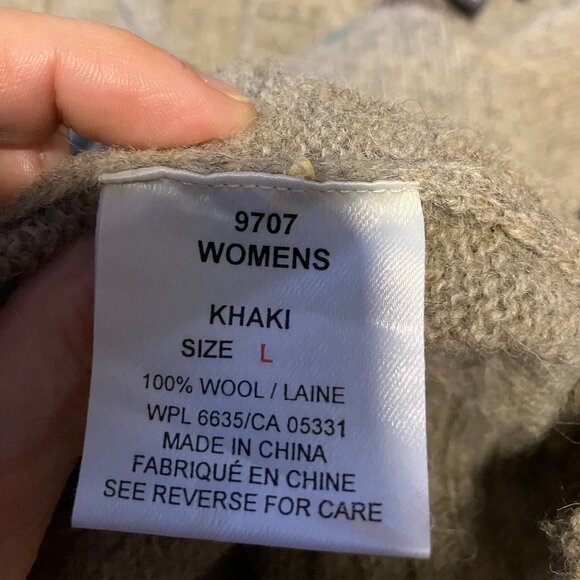 9707
WOMENS
KHAKI
SIZE L
100% WOOL / LAINE
WPL 6635/CA 05331
MADE IN CHINA
FABRIQUÉ EN CHINE
SEE REVERSE FOR CARE